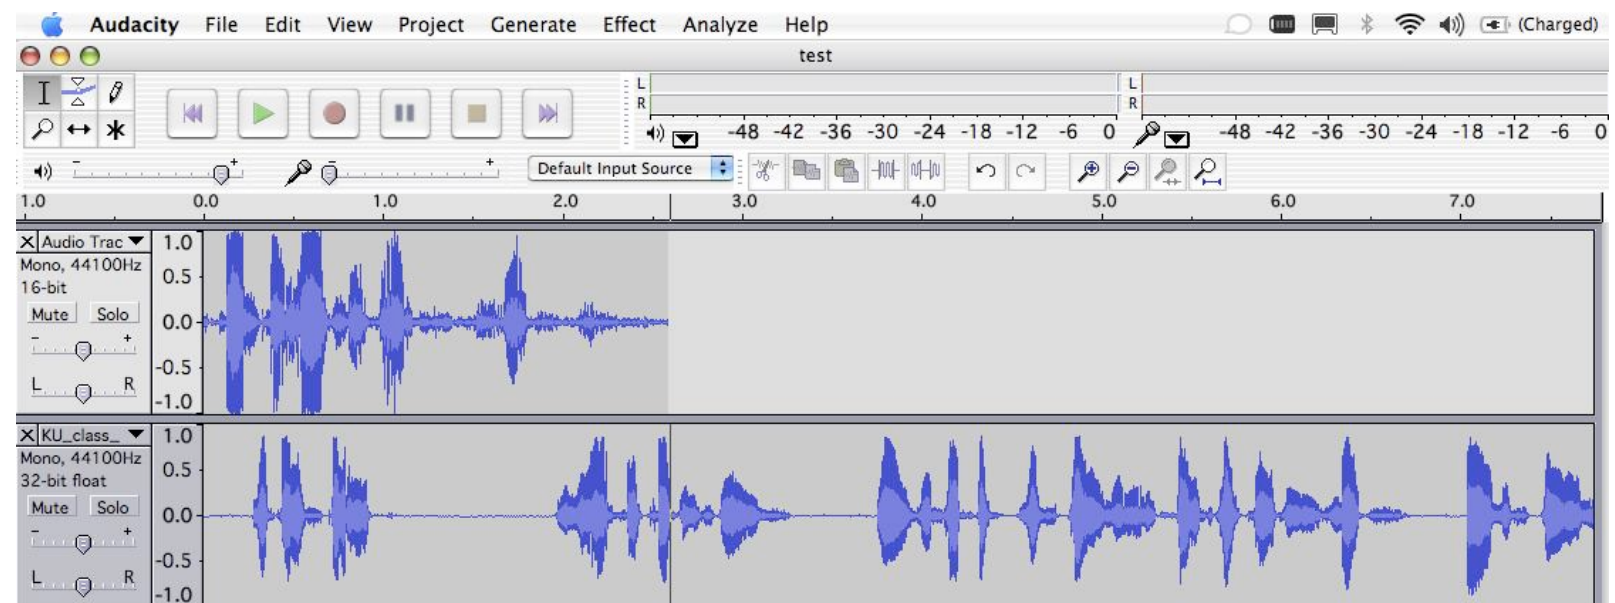 Audacity File Edit View Project Generate Effect Analyze Help (Charged)
test
L L
R R
-48 -42 -36 -30 -24 -18 -12 -6 0 -48 -42 -36 -30 -24 -18 -12 -6 0
- + - + Default Input Source
1.0 0.0 1.0 2.0 3.0 4.0 5.0 6.0 7.0
X Audio Trac 1.0
Mono, 44100Hz
16-bit 0.5
Mute Solo 0.0
- +
L R -0.5
-1.0
X KU_class_ 1.0
Mono, 44100Hz
32-bit float 0.5
Mute Solo 0.0
- +
L R -0.5
-1.0